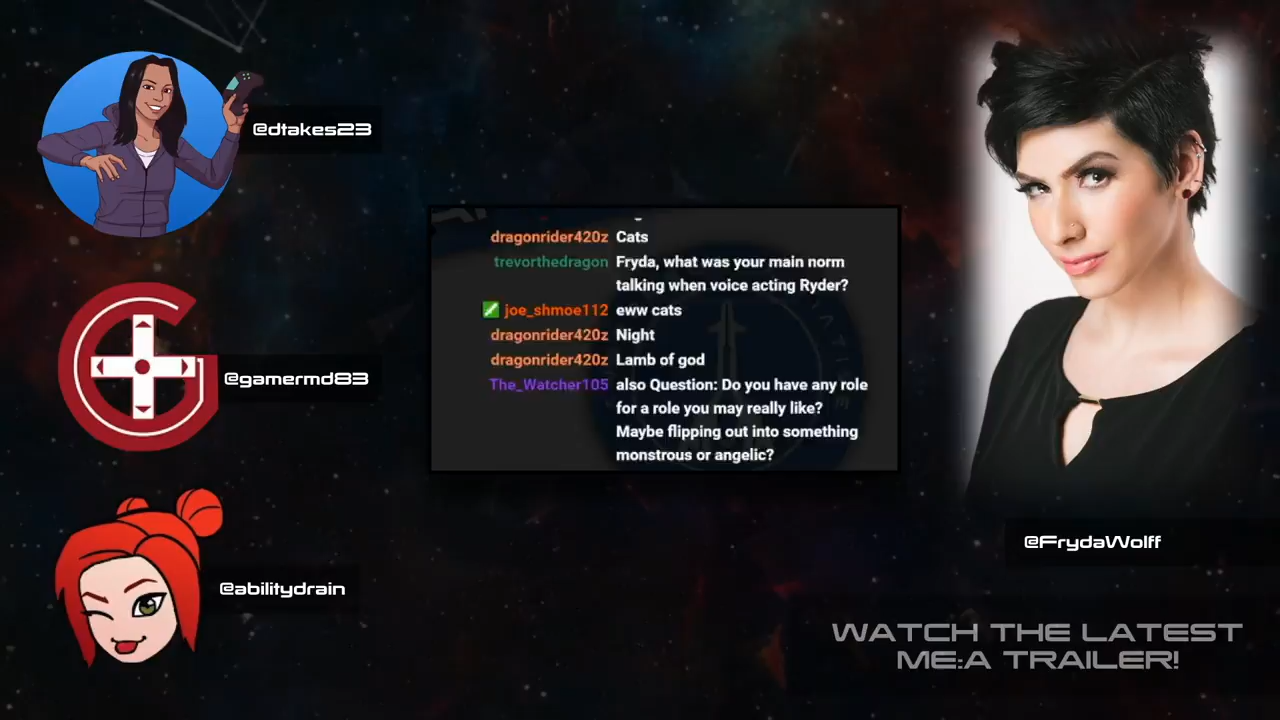 @dtakes23
@gamermd83
@abilitydrain
dragonrider420z Cats
trevorthedragon Fryda, what was your main norm
talking when voice acting Ryder?
joe_shmoe112 eww cats
dragonrider420z Night
dragonrider420z Lamb of god
The_Watcher105 also Question: Do you have any role
for a role you may really like?
Maybe flipping out into something
monstrous or angelic?
@FrydaWolff
WATCH THE LATEST
ME:A TRAILER!